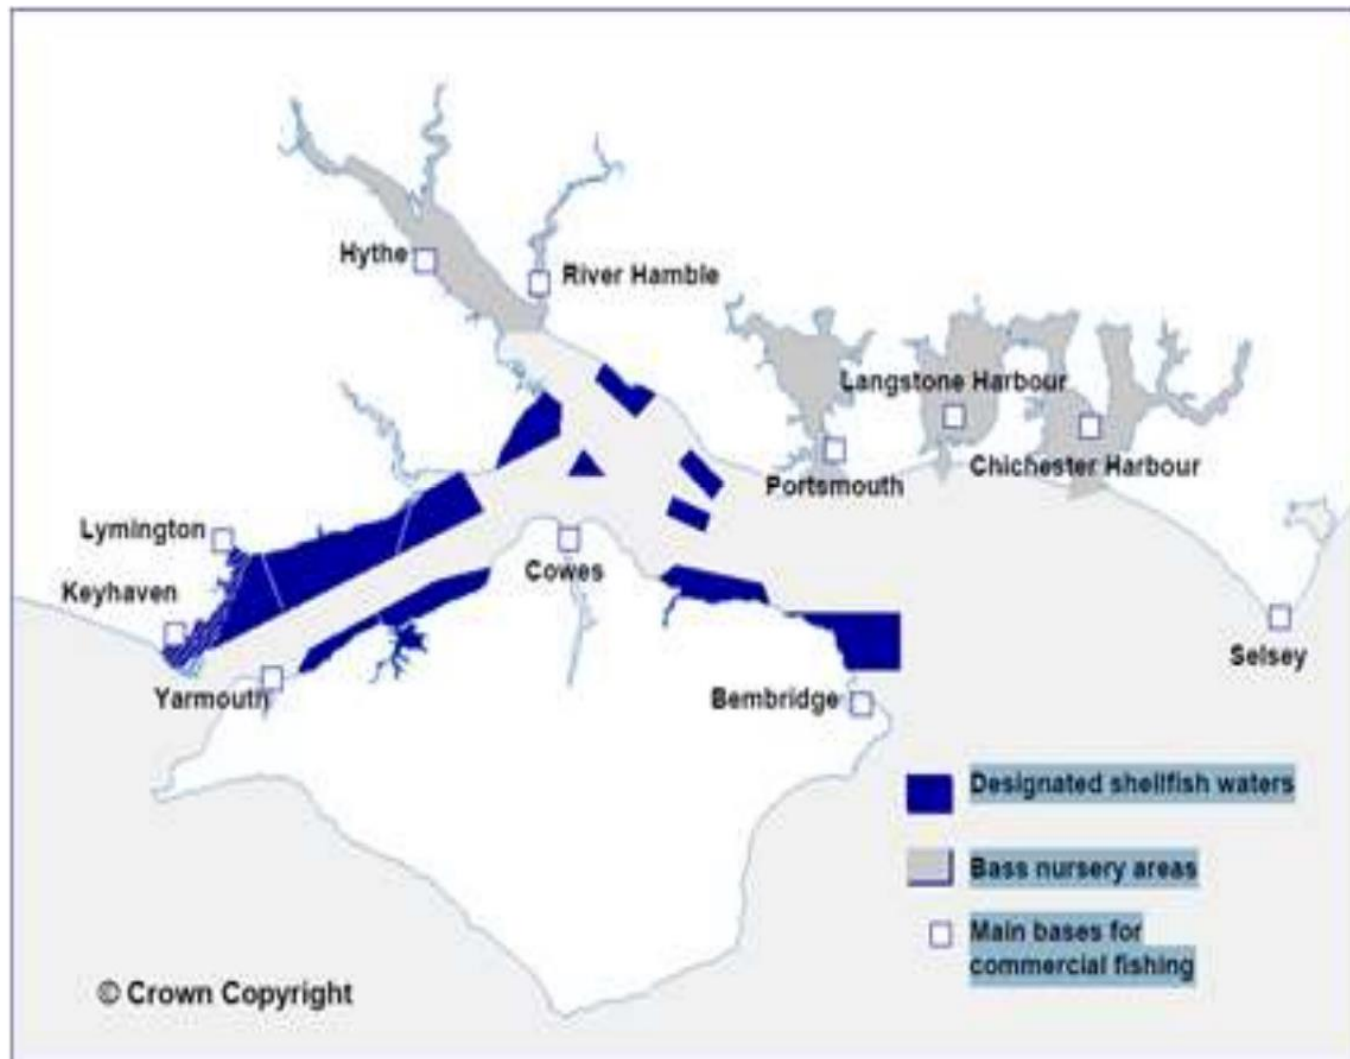 Hythe
River Hamble
Langstone Harbour
Chichester Harbour
Portsmouth
Lymington
Cowes
Keyhaven
Selsey
Yarmouth
Bembridge
Designated shellfish waters
Bass nursery areas
Main bases for
commercial fishing
© Crown Copyright